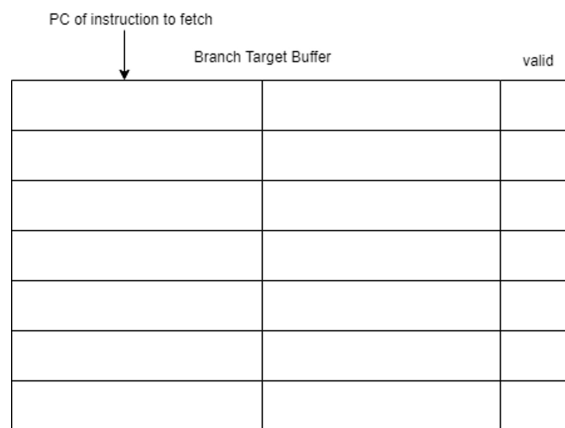 PC of instruction to fetch
Branch Target Buffer
valid